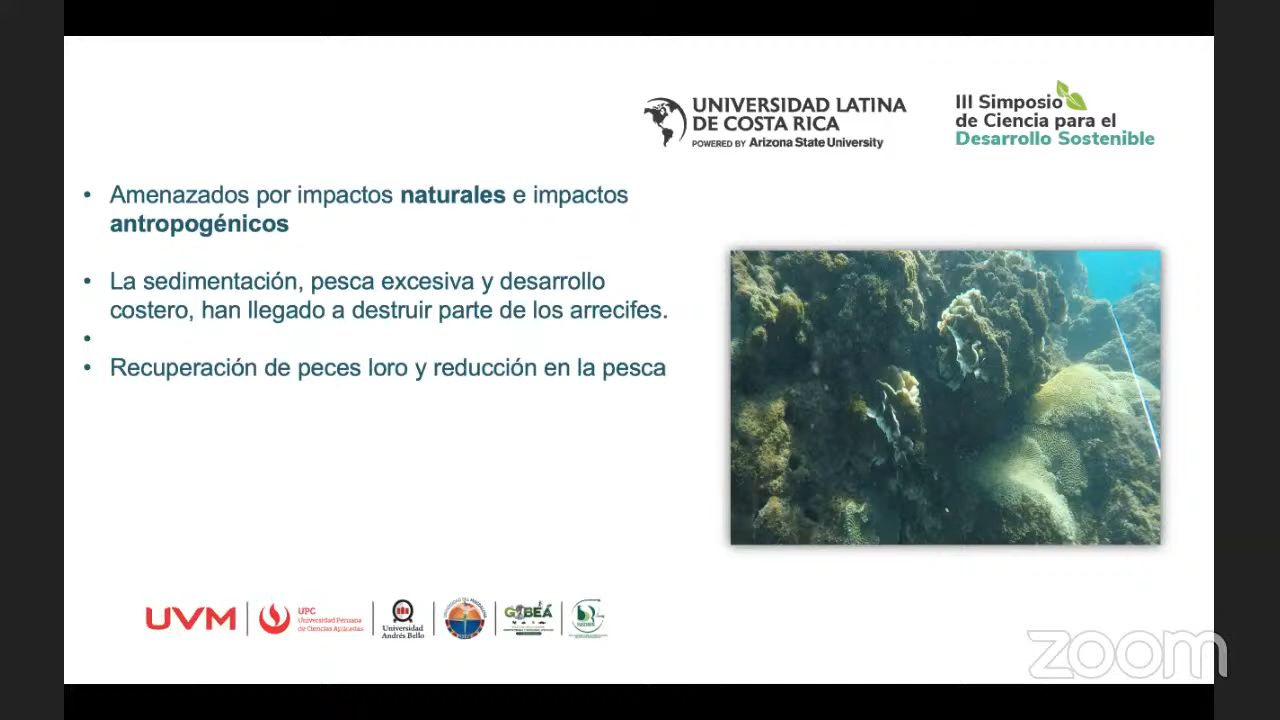 UNIVERSIDAD LATINA
DE COSTA RICA
POWERED BY Arizona State University
III Simposio
de Ciencia para el
Desarrollo Sostenible
• Amenazados por impactos naturales e impactos
antropogénicos
• La sedimentación, pesca excesiva y desarrollo
costero, han llegado a destruir parte de los arrecifes.
•
• Recuperación de peces loro y reducción en la pesca
UVM
UPC
Universidad Peruana
de Ciencias Aplicadas
Universidad
Andrés Bello
zoom